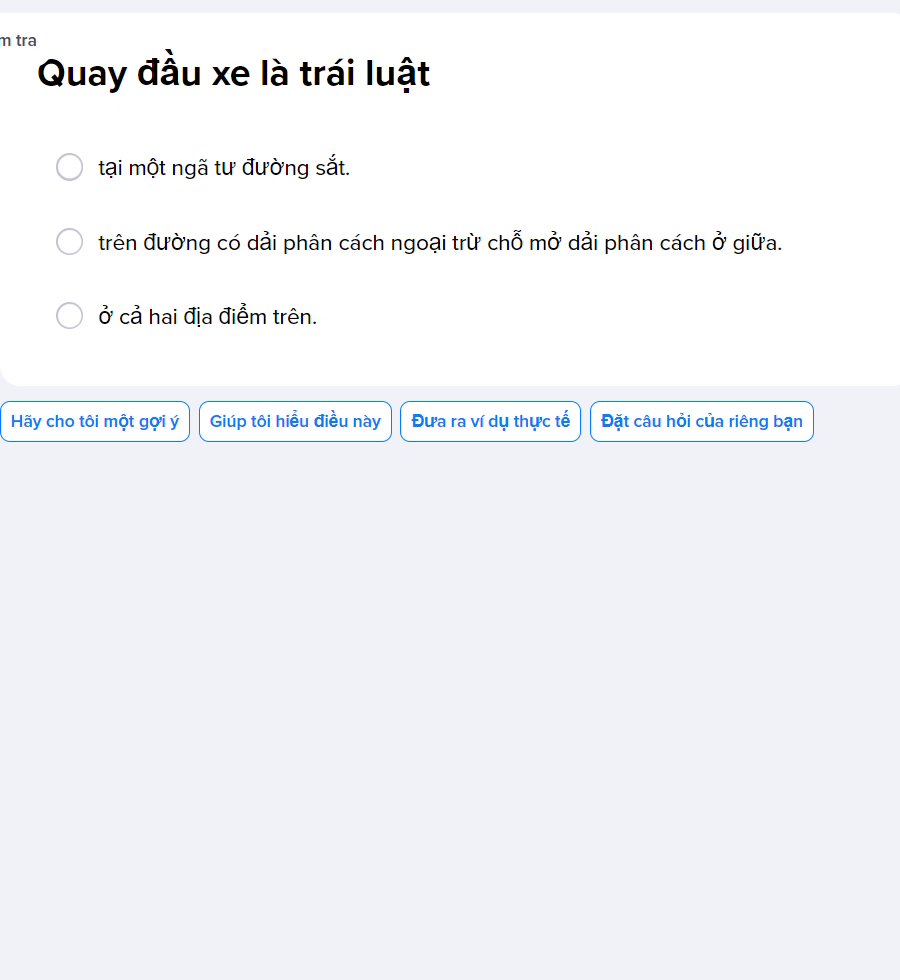 m tra
Quay đầu xe là trái luật
tại một ngã tư đường sắt.
trên đường có dải phân cách ngoại trừ chỗ mở dải phân cách ở giữa.
ở cả hai địa điểm trên.
Hãy cho tôi một gợi ý
Giúp tôi hiểu điều này
Đưa ra ví dụ thực tế
Đặt câu hỏi của riêng bạn